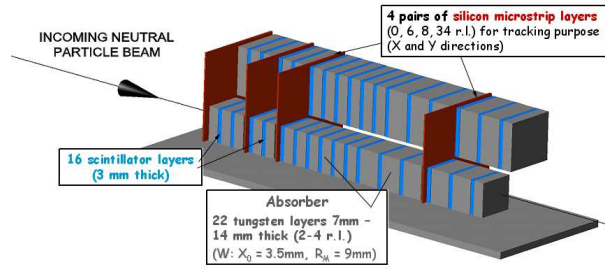 4 pairs of silicon microstrip layers
(0, 6, 8, 34 r.l.) for tracking purpose
(X and Y directions)
INCOMING NEUTRAL
PARTICLE BEAM
16 scintillator layers
(3 mm thick)
Absorber
22 tungsten layers 7mm –
14 mm thick (2-4 r.l.)
(W: X₀ = 3.5mm, R_M = 9mm)